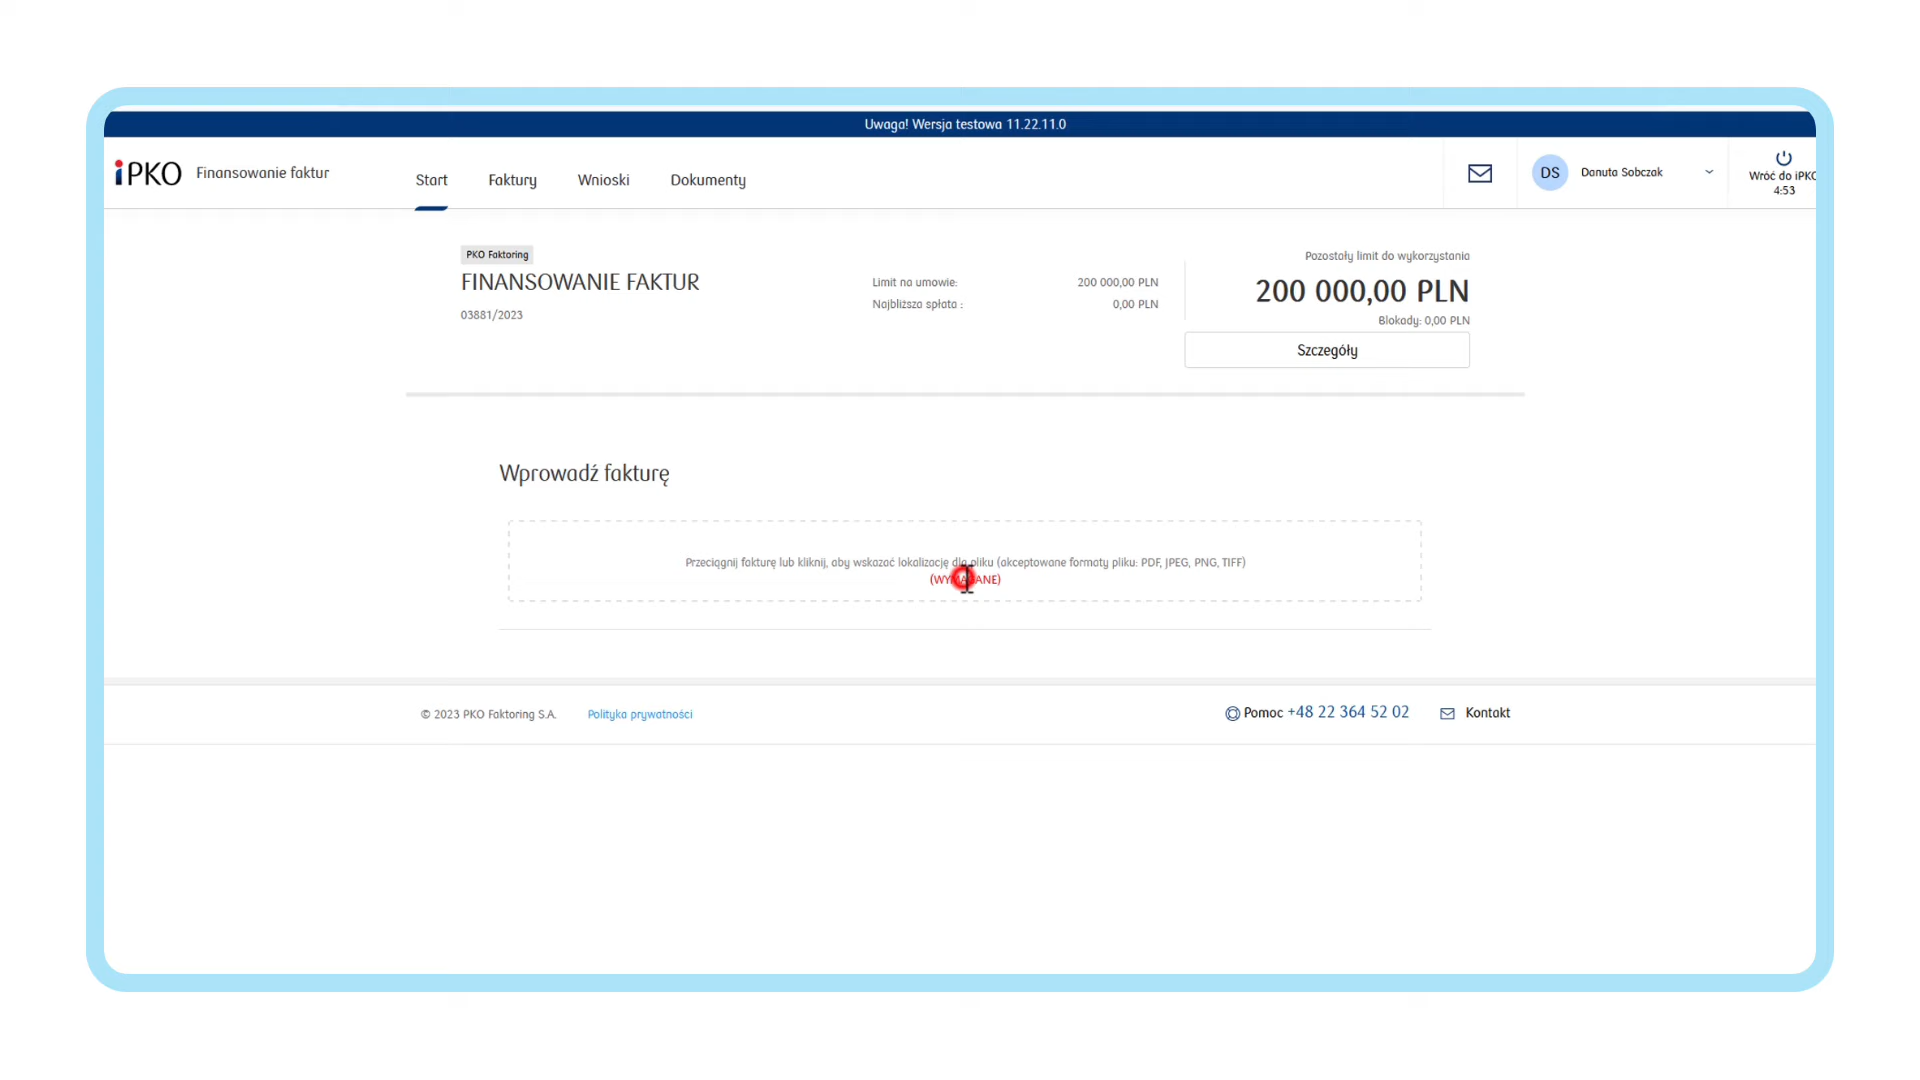 Uwaga! Wersja testowa 11.22.11.0
iPKO Finansowanie faktur
Start
Faktury
Wnioski
Dokumenty
DS
Danuta Sobczak
Wróć do iPKO
4:53
PKO Faktoring
FINANSOWANIE FAKTUR
03881/2023
Limit na umowie: 200 000,00 PLN
Najbliższa spłata : 0,00 PLN
Pozostały limit do wykorzystania
200 000,00 PLN
Blokady: 0,00 PLN
Szczegóły
Wprowadź fakturę
Przeciągnij fakturę lub kliknij, aby wskazać lokalizację dla pliku (akceptowane formaty pliku: PDF, JPEG, PNG, TIFF)
(WYMAGANE)
© 2023 PKO Faktoring S.A.
Polityka prywatności
Pomoc +48 22 364 52 02
Kontakt